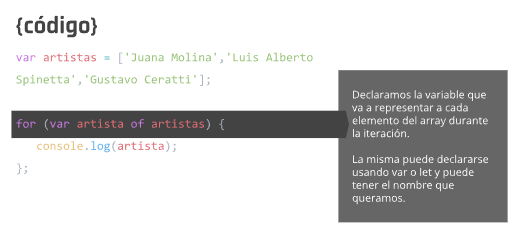 {código}
var artistas = ['Juana Molina','Luis Alberto
Spinetta','Gustavo Ceratti'];
for (var artista of artistas) {
console.log(artista);
};
Declaramos la variable que
va a representar a cada
elemento del array durante
la iteración.
La misma puede declararse
usando var o let y puede
tener el nombre que
queramos.